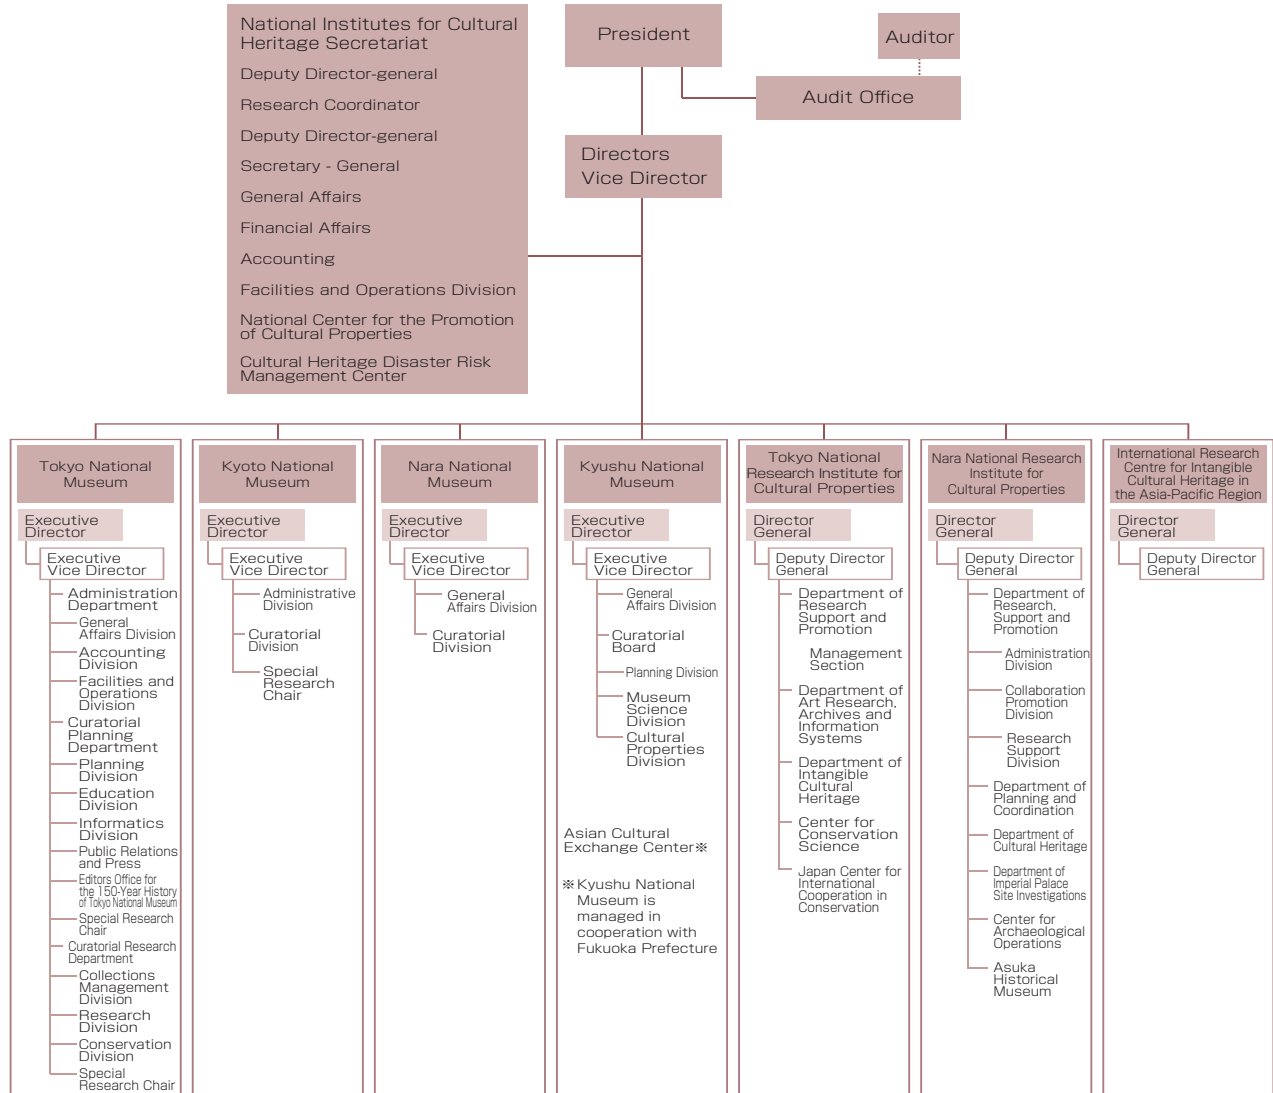 National Institutes for Cultural
Heritage Secretariat
Deputy Director-general
Research Coordinator
Deputy Director-general
Secretary - General
General Affairs
Financial Affairs
Accounting
Facilities and Operations Division
National Center for the Promotion
of Cultural Properties
Cultural Heritage Disaster Risk
Management Center
President
Auditor
Audit Office
Directors
Vice Director
Tokyo National
Museum
Executive
Director
Executive
Vice Director
Administration
Department
General
Affairs Division
Accounting
Division
Facilities and
Operations
Division
Curatorial
Planning
Department
Planning
Division
Education
Division
Informatics
Division
Public Relations
and Press
Editors Office for
the 150-Year History
of Tokyo National Museum
Special Research
Chair
Curatorial Research
Department
Collections
Management
Division
Research
Division
Conservation
Division
Special
Research Chair
Kyoto National
Museum
Executive
Director
Executive
Vice Director
Administrative
Division
Curatorial
Division
Special
Research
Chair
Nara National
Museum
Executive
Director
Executive
Vice Director
General
Affairs Division
Curatorial
Division
Kyushu National
Museum
Executive
Director
Executive
Vice Director
General
Affairs Division
Curatorial
Board
Planning Division
Museum
Science
Division
Cultural
Properties
Division
Asian Cultural
Exchange Center※
※Kyushu National
Museum is
managed in
cooperation with
Fukuoka Prefecture
Tokyo National
Research Institute for
Cultural Properties
Director
General
Deputy Director
General
Department of
Research
Support and
Promotion
Management
Section
Department of
Art Research,
Archives and
Information
Systems
Department of
Intangible
Cultural
Heritage
Center for
Conservation
Science
Japan Center for
International
Cooperation in
Conservation
Nara National Research
Institute for
Cultural Properties
Director
General
Deputy Director
General
Department of
Research,
Support and
Promotion
Administration
Division
Collaboration
Promotion
Division
Research
Support
Division
Department of
Planning and
Coordination
Department of
Cultural Heritage
Department of
Imperial Palace
Site Investigations
Center for
Archaeological
Operations
Asuka
Historical
Museum
International Research
Centre for Intangible
Cultural Heritage in
the Asia-Pacific Region
Director
General
Deputy Director
General